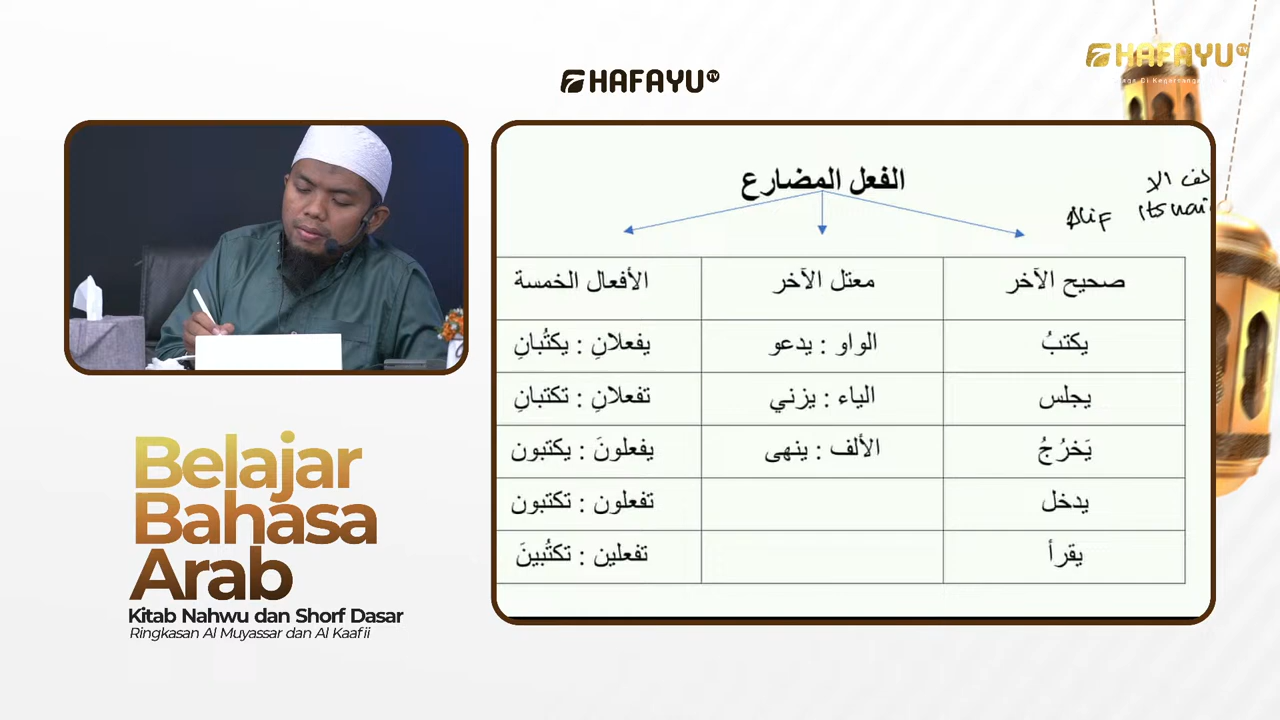 HAFAYU TV
HAFAYU TV
الفعل المضارع
Alif
صحيح الآخر	معتل الآخر	الأفعال الخمسة
يكتبُ	الواو : يدعو	يفعلانِ : يكتُبانِ
يجلس	الياء : يزني	تفعلانِ : تكتبانِ
يَخرُجُ	الألف : ينهى	يفعلونَ : يكتبون
يدخل	تفعلون : تكتبون
يقرأ	تفعلين : تكتُبينَ
Belajar
Bahasa
Arab
Kitab Nahwu dan Shorf Dasar
Ringkasan Al Muyassar dan Al Kaafii